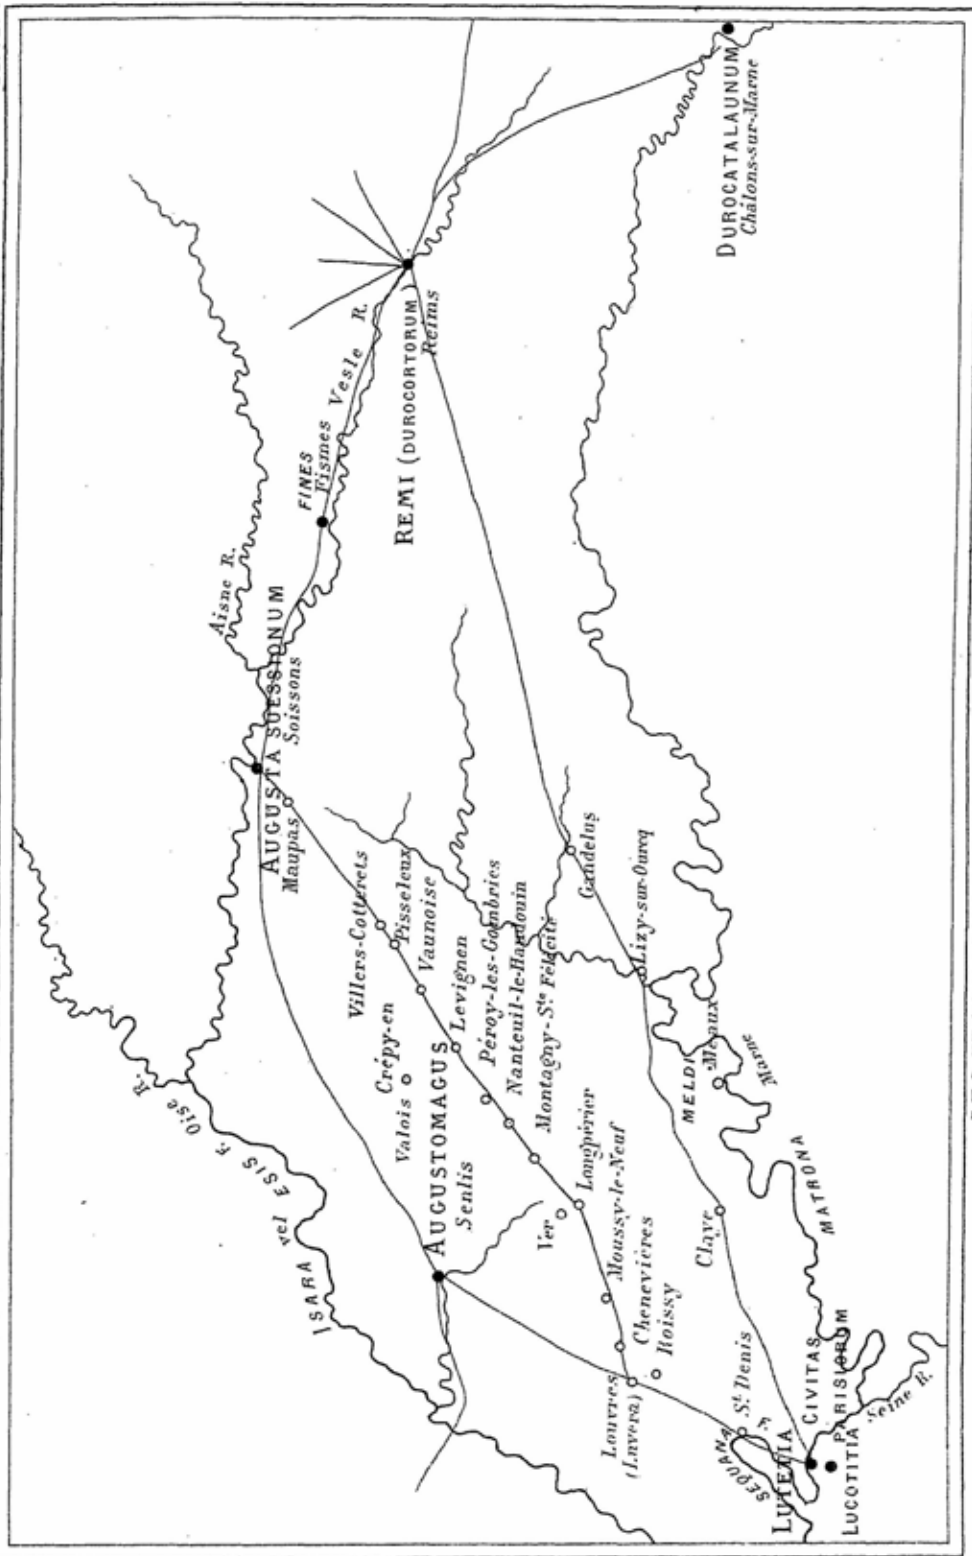 Aisne R.
AUGUSTA SUESSIONUM
Soissons
FINES
Fismes
Vesle R.
REMI (DUROCORTORUM)
Reims
DUROCATALAUNUM
Châlons-sur-Marne
ISARA vel ESIS F.
Oise R.
Maupas
Villers-Cotterets
Pisseleux
Vaunoise
Crépy-en
Valois
Levignen
Péroy-les-Gombries
Nanteuil-le-Haudouin
Montagny-Ste Félicité
AUGUSTOMAGUS
Senlis
Ver
Longpérier
Moussy-le-Neuf
Chenevières
Roissy
Louvres
(Luvera)
Gandelus
Lizy-sur-Ourcq
MELDI
Meaux
Marne
MATRONA
Claye
St. Denis
SEQUANA F.
LUTETIA
CIVITAS
PARISIORUM
LUCOTITIA
Seine R.